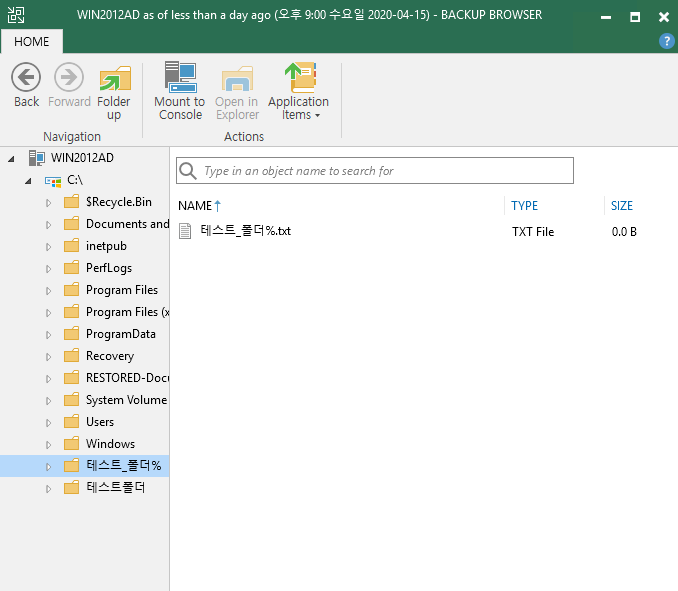 WIN2012AD as of less than a day ago (오후 9:00 수요일 2020-04-15) - BACKUP BROWSER
HOME
?
Back
Forward
Folder up
Mount to Console
Open in Explorer
Application Items
Navigation
Actions
WIN2012AD
C:\
$Recycle.Bin
Documents and
inetpub
PerfLogs
Program Files
Program Files (x
ProgramData
Recovery
RESTORED-Docu
System Volume
Users
Windows
테스트_폴더%
테스트폴더
Type in an object name to search for
NAME TYPE SIZE
테스트_폴더%.txt TXT File 0.0 B